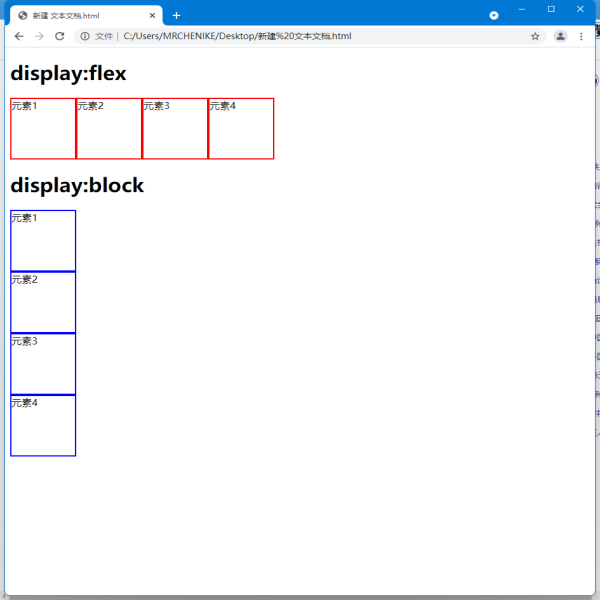 新建 文本文档.html
文件 | C:/Users/MRCHENIKE/Desktop/新建%20文本文档.html
display:flex
元素1 元素2 元素3 元素4
display:block
元素1
元素2
元素3
元素4